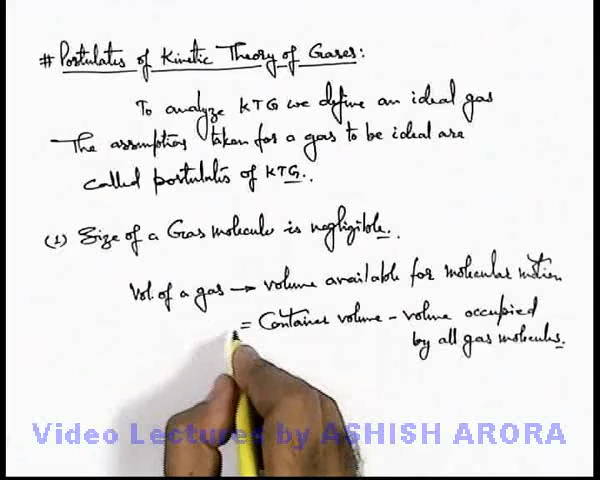 # Postulates of Kinetic Theory of Gases:
To analyze KTG we define an ideal gas
The assumptions taken for a gas to be ideal are
called postulates of KTG.
(1) Size of a Gas molecule is negligible.
Vol. of a gas → volume available for molecular motion
= Container volume - volume occupied
by all gas molecules.
Video Lectures by ASHISH ARORA